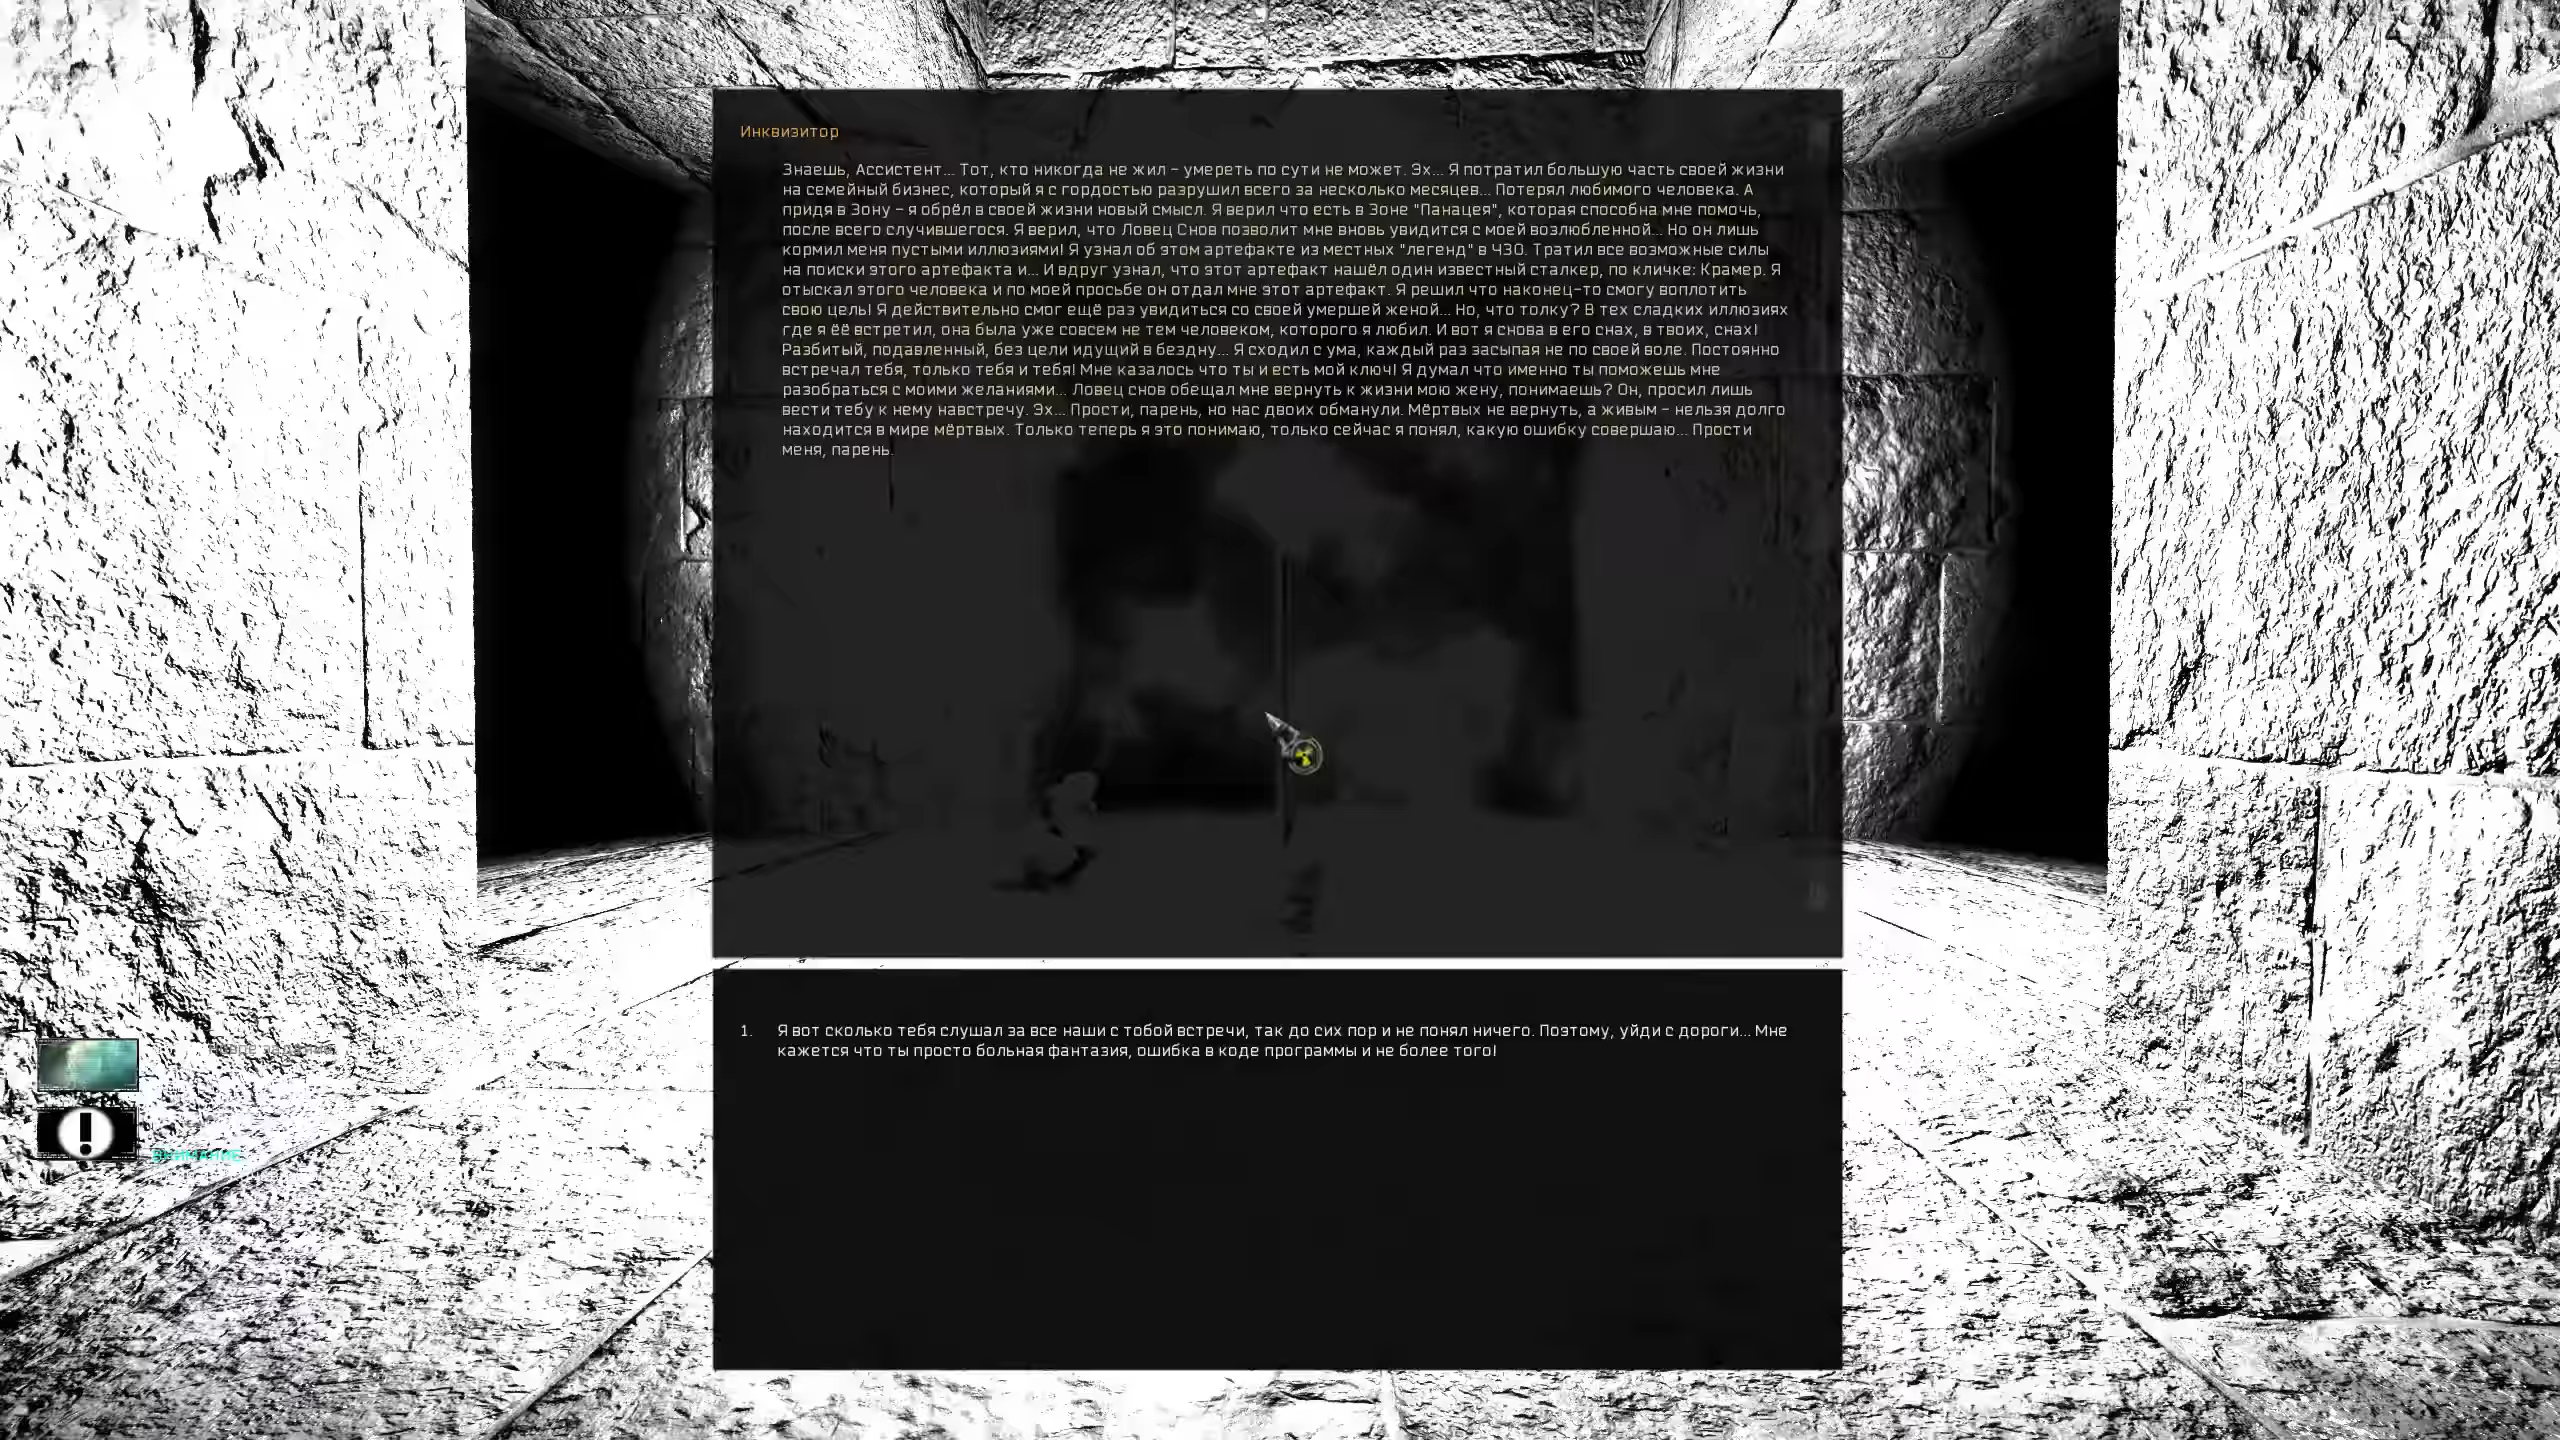 Инквизитор
Знаешь, Ассистент... Тот, кто никогда не жил - умереть по сути не может. Эх... Я потратил большую часть своей жизни
на семейный бизнес, который я с гордостью разрушил всего за несколько месяцев... Потерял любимого человека. А
придя в Зону - я обрёл в своей жизни новый смысл. Я верил что есть в Зоне "Панацея", которая способна мне помочь,
после всего случившегося. Я верил, что Ловец Снов позволит мне вновь увидится с моей возлюбленной... Но он лишь
кормил меня пустыми иллюзиями! Я узнал об этом артефакте из местных "легенд" в ЧЗО. Тратил все возможные силы
на поиски этого артефакта и... И вдруг узнал, что этот артефакт нашёл один известный сталкер, по кличке: Крамер. Я
отыскал этого человека и по моей просьбе он отдал мне этот артефакт. Я решил что наконец-то смогу воплотить
свою цель! Я действительно смог ещё раз увидиться со своей умершей женой... Но, что толку? В тех сладких иллюзиях
где я ёё встретил, она была уже совсем не тем человеком, которого я любил. И вот я снова в его снах, в твоих, снах!
Разбитый, подавленный, без цели идущий в бездну... Я сходил с ума, каждый раз засыпая не по своей воле. Постоянно
встречал тебя, только тебя и тебя! Мне казалось что ты и есть мой ключ! Я думал что именно ты поможешь мне
разобраться с моими желаниями... Ловец снов обещал мне вернуть к жизни мою жену, понимаешь? Он, просил лишь
вести тебу к нему навстречу. Эх... Прости, парень, но нас двоих обманули. Мёртвых не вернуть, а живым - нельзя долго
находится в мире мёртвых. Только теперь я это понимаю, только сейчас я понял, какую ошибку совершаю... Прости
меня, парень.
1. Я вот сколько тебя слушал за все наши с тобой встречи, так до сих пор и не понял ничего. Поэтому, уйди с дороги... Мне
кажется что ты просто больная фантазия, ошибка в коде программы и не более того!
ВНИМАНИЕ